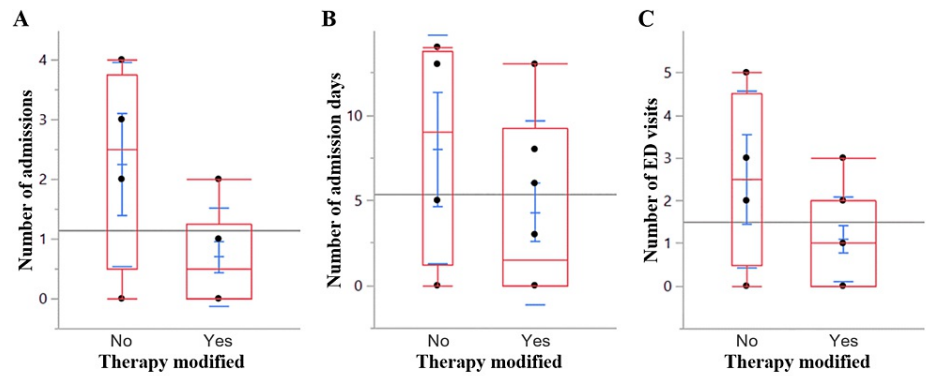 A
Number of admissions
4
3
2
1
0
No Yes
Therapy modified
B
Number of admission days
10
5
0
No Yes
Therapy modified
C
Number of ED visits
5
4
3
2
1
0
No Yes
Therapy modified